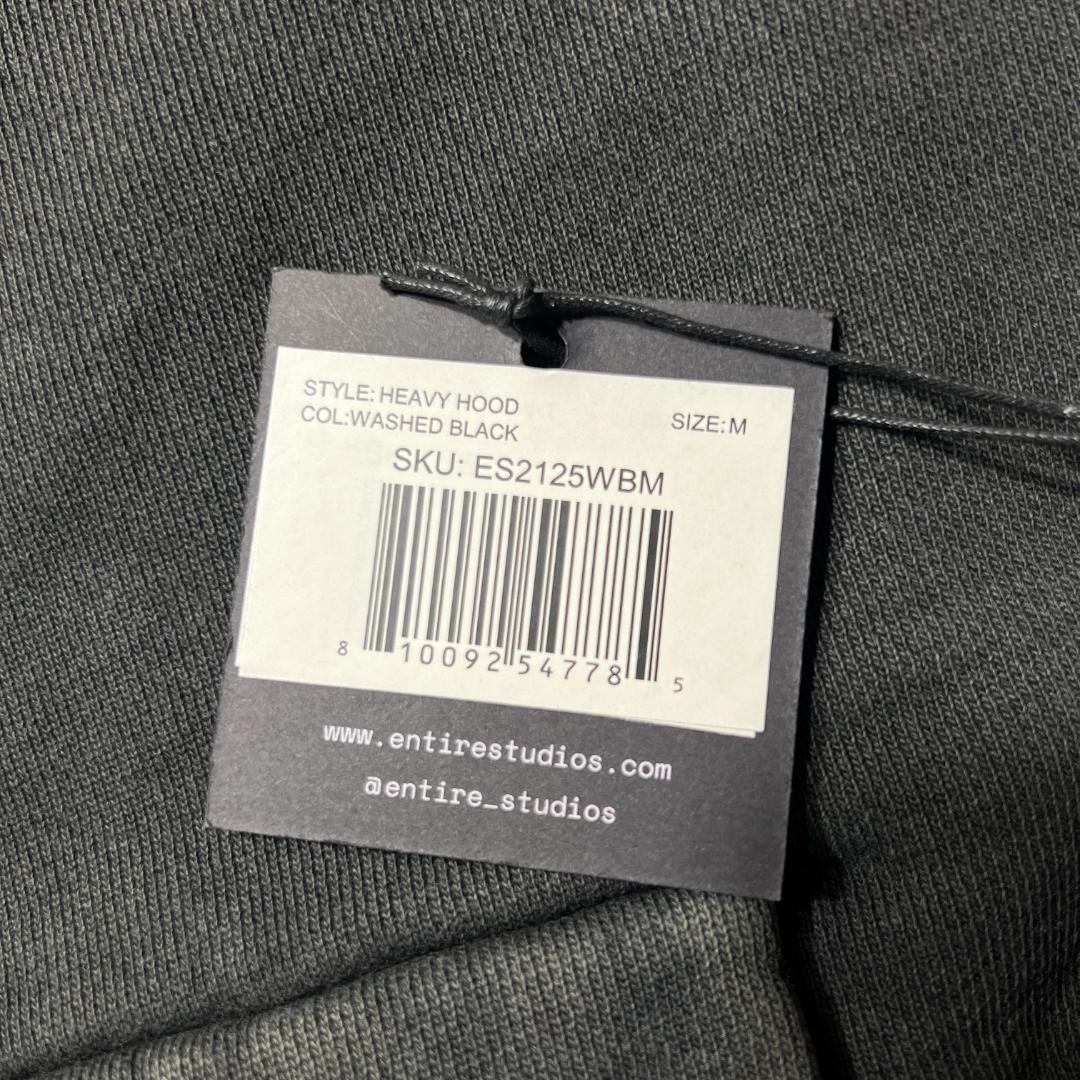 STYLE: HEAVY HOOD
COL:WASHED BLACK
SIZE: M
SKU: ES2125WBM
8 10092 54778 5
www.entirestudios.com
@entire_studios